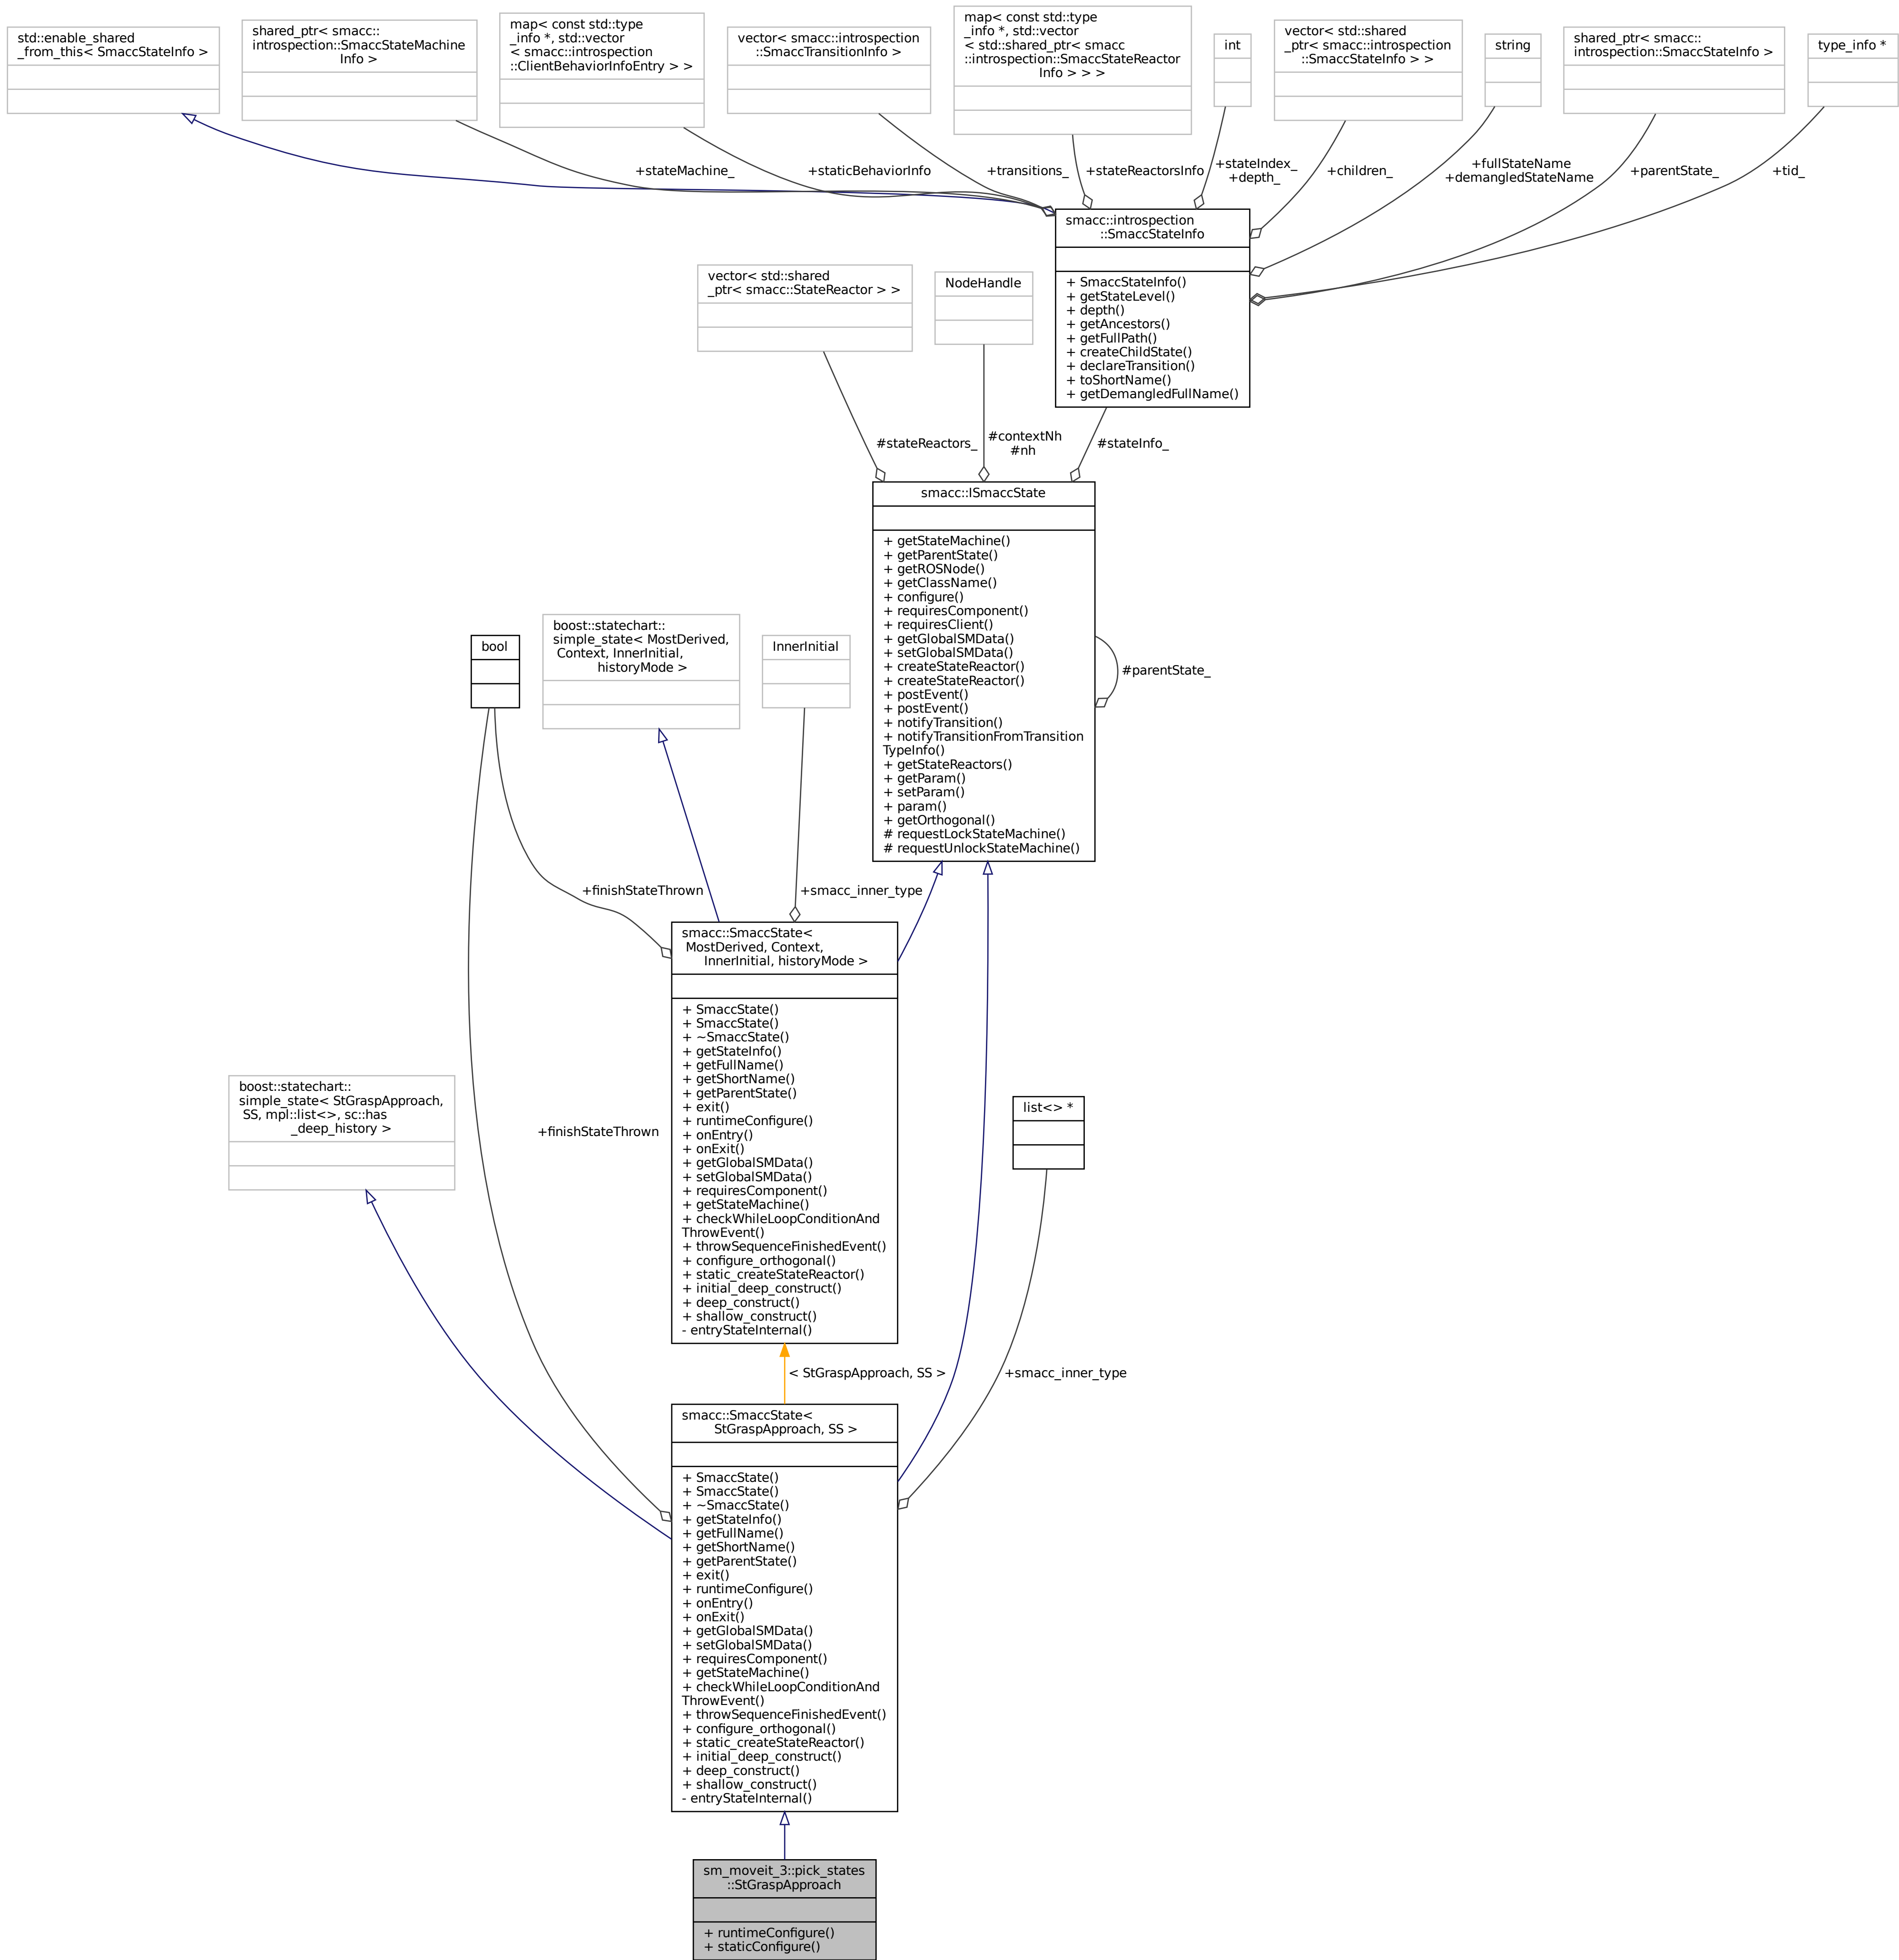 std::enable_shared
_from_this< SmaccStateInfo >
shared_ptr< smacc::
introspection::SmaccStateMachine
Info >
map< const std::type
_info *, std::vector
< smacc::introspection
::ClientBehaviorInfoEntry > >
vector< smacc::introspection
::SmaccTransitionInfo >
map< const std::type
_info *, std::vector
< std::shared_ptr< smacc
::introspection::SmaccStateReactor
Info > > >
int
vector< std::shared
_ptr< smacc::introspection
::SmaccStateInfo > >
string
shared_ptr< smacc::
introspection::SmaccStateInfo >
type_info *
+stateMachine_
+staticBehaviorInfo
+transitions_
+stateReactorsInfo
+stateIndex_
+depth_
+children_
+fullStateName
+demangledStateName
+parentState_
+tid_
smacc::introspection
::SmaccStateInfo
+ SmaccStateInfo()
+ getStateLevel()
+ depth()
+ getAncestors()
+ getFullPath()
+ createChildState()
+ declareTransition()
+ toShortName()
+ getDemangledFullName()
vector< std::shared
_ptr< smacc::StateReactor > >
NodeHandle
#stateReactors_
#contextNh
#nh
#stateInfo_
smacc::ISmaccState
+ getStateMachine()
+ getParentState()
+ getROSNode()
+ getClassName()
+ configure()
+ requiresComponent()
+ requiresClient()
+ getGlobalSMData()
+ setGlobalSMData()
+ createStateReactor()
+ createStateReactor()
+ postEvent()
+ postEvent()
+ notifyTransition()
+ notifyTransitionFromTransition
TypeInfo()
+ getStateReactors()
+ getParam()
+ setParam()
+ param()
+ getOrthogonal()
# requestLockStateMachine()
# requestUnlockStateMachine()
#parentState_
bool
boost::statechart::
simple_state< MostDerived,
Context, InnerInitial,
historyMode >
InnerInitial
+finishStateThrown
+smacc_inner_type
smacc::SmaccState<
MostDerived, Context,
InnerInitial, historyMode >
+ SmaccState()
+ SmaccState()
+ ~SmaccState()
+ getStateInfo()
+ getFullName()
+ getShortName()
+ getParentState()
+ exit()
+ runtimeConfigure()
+ onEntry()
+ onExit()
+ getGlobalSMData()
+ setGlobalSMData()
+ requiresComponent()
+ getStateMachine()
+ checkWhileLoopConditionAnd
ThrowEvent()
+ throwSequenceFinishedEvent()
+ configure_orthogonal()
+ static_createStateReactor()
+ initial_deep_construct()
+ deep_construct()
+ shallow_construct()
- entryStateInternal()
boost::statechart::
simple_state< StGraspApproach,
SS, mpl::list<>, sc::has
_deep_history >
+finishStateThrown
list<> *
< StGraspApproach, SS >
+smacc_inner_type
smacc::SmaccState<
StGraspApproach, SS >
+ SmaccState()
+ SmaccState()
+ ~SmaccState()
+ getStateInfo()
+ getFullName()
+ getShortName()
+ getParentState()
+ exit()
+ runtimeConfigure()
+ onEntry()
+ onExit()
+ getGlobalSMData()
+ setGlobalSMData()
+ requiresComponent()
+ getStateMachine()
+ checkWhileLoopConditionAnd
ThrowEvent()
+ throwSequenceFinishedEvent()
+ configure_orthogonal()
+ static_createStateReactor()
+ initial_deep_construct()
+ deep_construct()
+ shallow_construct()
- entryStateInternal()
sm_moveit_3::pick_states
::StGraspApproach
+ runtimeConfigure()
+ staticConfigure()